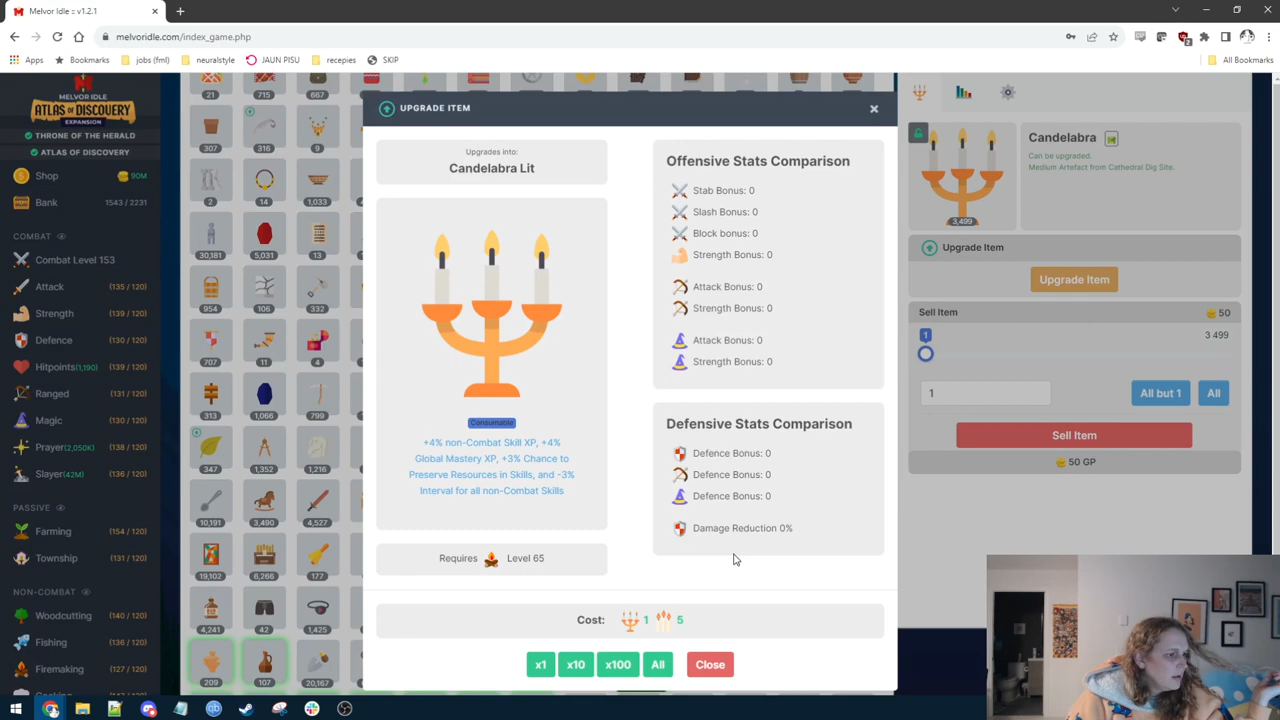 Melvor Idle :: v1.2.1
melvoridle.com/index_game.php
Apps
Bookmarks
jobs (fml)
neuralstyle
JAUN PISU
recepies
SKIP
All Bookmarks
MELVOR IDLE
ATLAS OF DISCOVERY
EXPANSION
THRONE OF THE HERALD
ATLAS OF DISCOVERY
Shop
90M
Bank
1543 / 2231
COMBAT
Combat Level 153
Attack
(135 / 120)
Strength
(139 / 120)
Defence
(130 / 120)
Hitpoints(1,190)
(139 / 120)
Ranged
(131 / 120)
Magic
(130 / 120)
Prayer(2,050K)
(138 / 120)
Slayer(42M)
(136 / 120)
PASSIVE
Farming
(154 / 120)
Township
(131 / 120)
NON-COMBAT
Woodcutting
(140 / 120)
Fishing
(136 / 120)
Firemaking
(127 / 120)
21
715
667
307
316
9
2
14
1,033
30,181
5,031
13
954
106
332
707
11
4
313
1,066
799
347
1,352
1,216
10,191
3,490
4,527
19,102
6,266
177
4,241
42
1,425
209
107
20,167
UPGRADE ITEM
×
Upgrades into:
Candelabra Lit
Consumable
+4% non-Combat Skill XP, +4%
Global Mastery XP, +3% Chance to
Preserve Resources in Skills, and -3%
Interval for all non-Combat Skills
Requires
Level 65
Offensive Stats Comparison
Stab Bonus: 0
Slash Bonus: 0
Block bonus: 0
Strength Bonus: 0
Attack Bonus: 0
Strength Bonus: 0
Attack Bonus: 0
Strength Bonus: 0
Defensive Stats Comparison
Defence Bonus: 0
Defence Bonus: 0
Defence Bonus: 0
Damage Reduction 0%
Cost:
1
5
x1
x10
x100
All
Close
Candelabra
Can be upgraded.
Medium Artefact from Cathedral Dig Site.
3,499
Upgrade Item
Upgrade Item
Sell Item
50
1
3 499
1
All but 1
All
Sell Item
50 GP